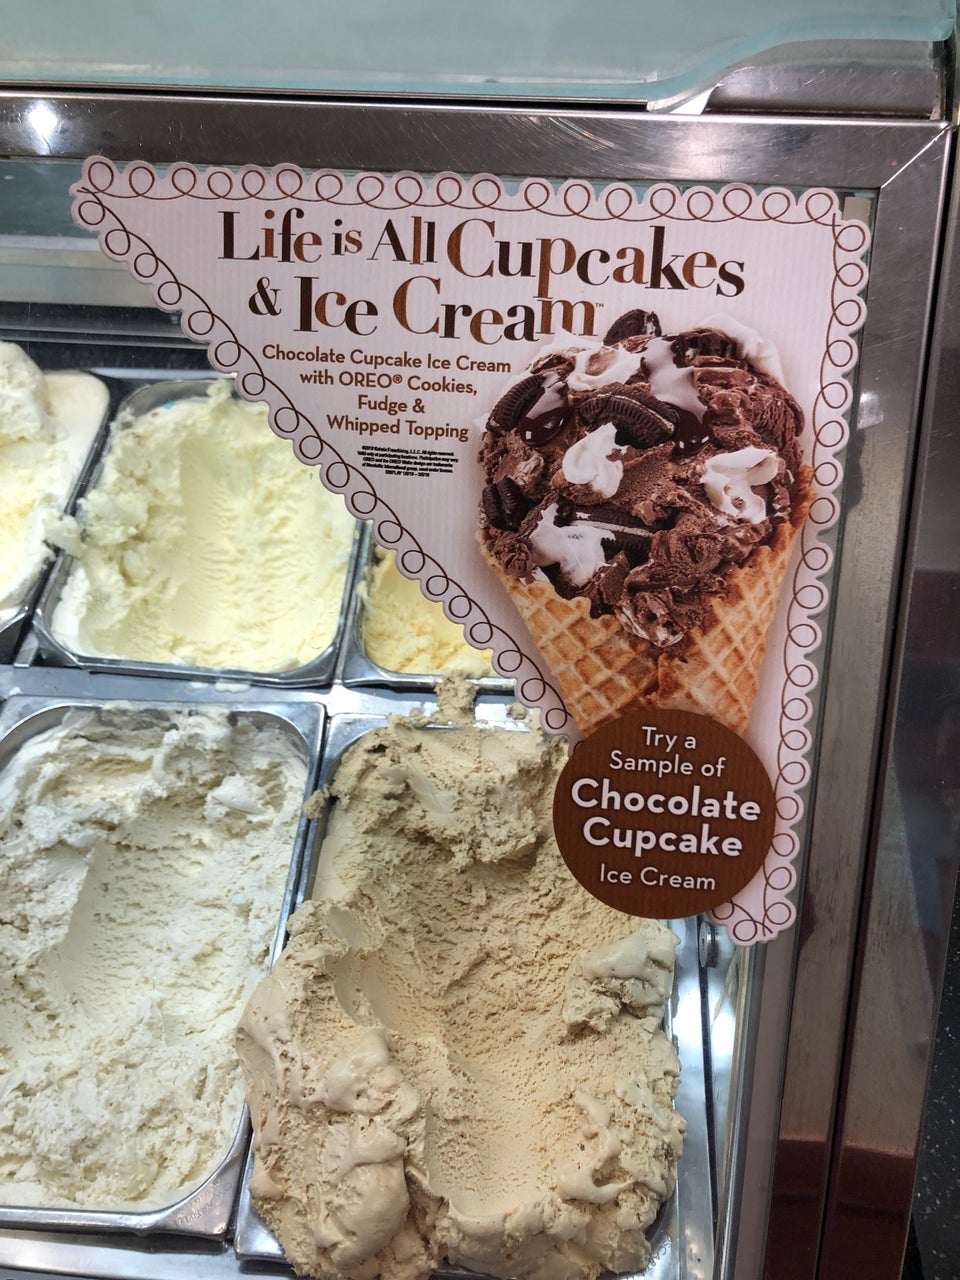 Life is All Cupcakes
& Ice Cream™
Chocolate Cupcake Ice Cream
with OREO® Cookies,
Fudge &
Whipped Topping
Try a
Sample of
Chocolate
Cupcake
Ice Cream